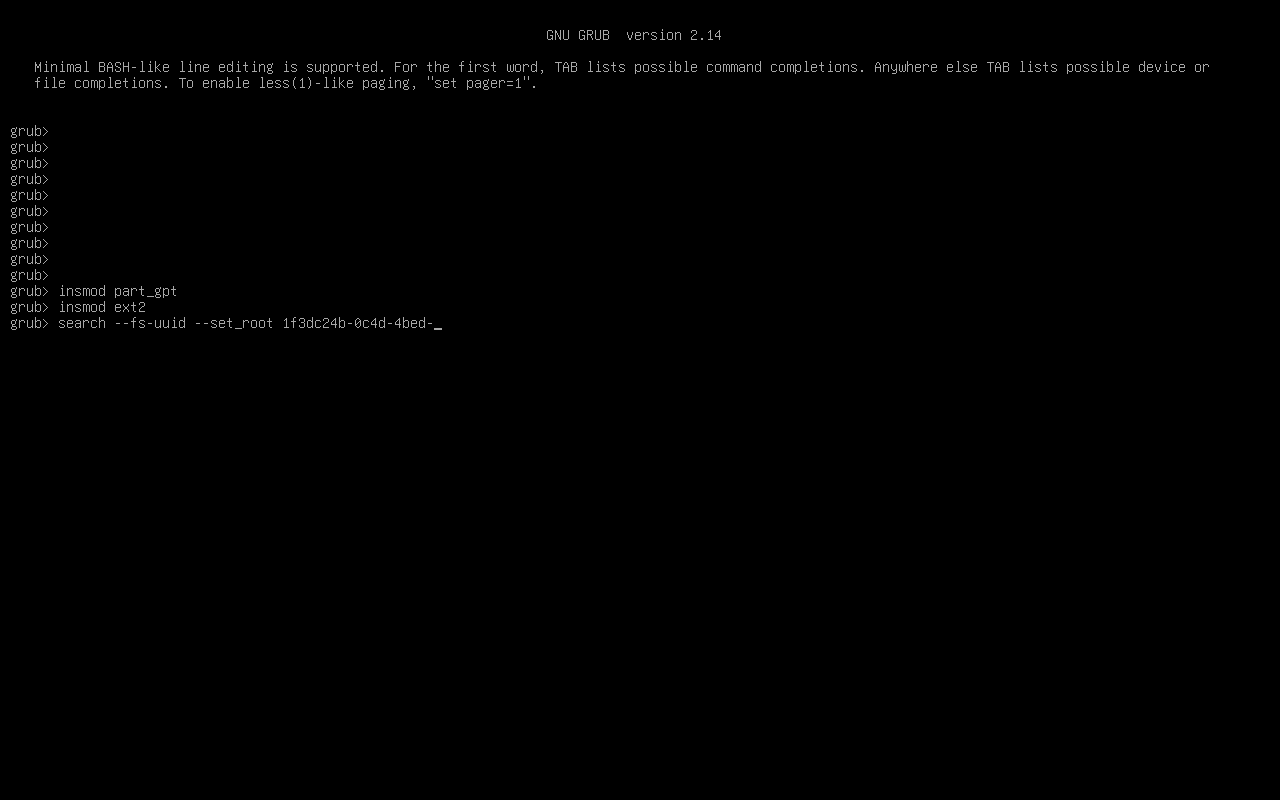 GNU GRUB  version 2.14
Minimal BASH-like line editing is supported. For the first word, TAB lists possible command completions. Anywhere else TAB lists possible device or
file completions. To enable less(1)-like paging, "set pager=1".
grub>
grub>
grub>
grub>
grub>
grub>
grub>
grub>
grub>
grub>
grub> insmod part_gpt
grub> insmod ext2
grub> search --fs-uuid --set_root 1f3dc24b-0c4d-4bed-_